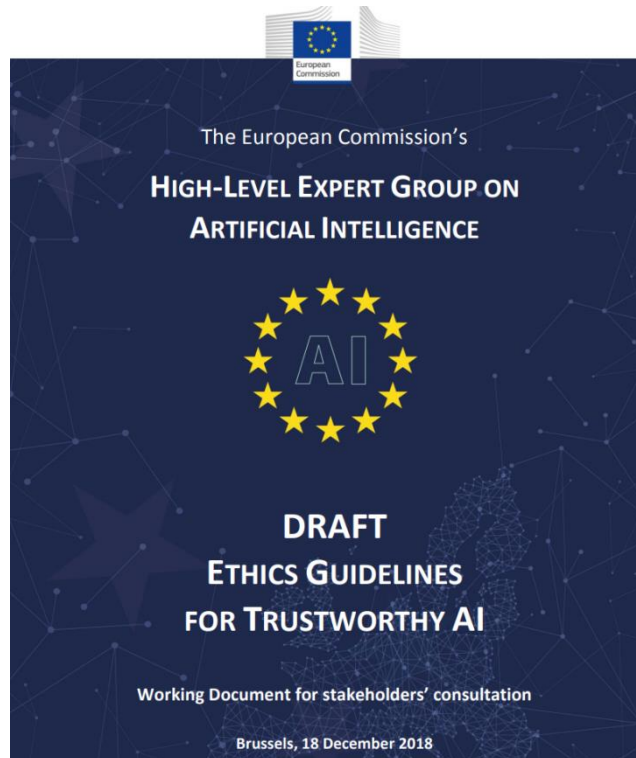 European
Commission
The European Commission's
HIGH-LEVEL EXPERT GROUP ON
ARTIFICIAL INTELLIGENCE
AI
DRAFT
ETHICS GUIDELINES
FOR TRUSTWORTHY AI
Working Document for stakeholders' consultation
Brussels, 18 December 2018